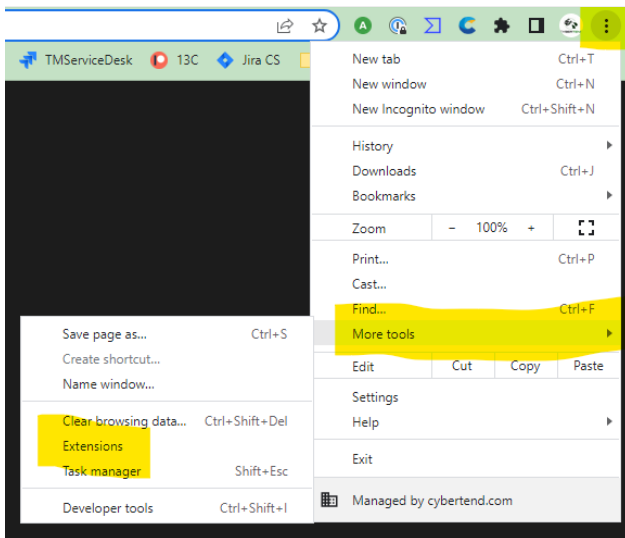 A
TMServiceDesk 13C Jira CS
New tab Ctrl+T
New window Ctrl+N
New Incognito window Ctrl+Shift+N
History
Downloads Ctrl+J
Bookmarks
Zoom - 100% +
Print... Ctrl+P
Cast...
Find... Ctrl+F
More tools
Edit Cut Copy Paste
Settings
Help
Exit
Managed by cybertend.com
Save page as... Ctrl+S
Create shortcut...
Name window...
Clear browsing data... Ctrl+Shift+Del
Extensions
Task manager Shift+Esc
Developer tools Ctrl+Shift+I